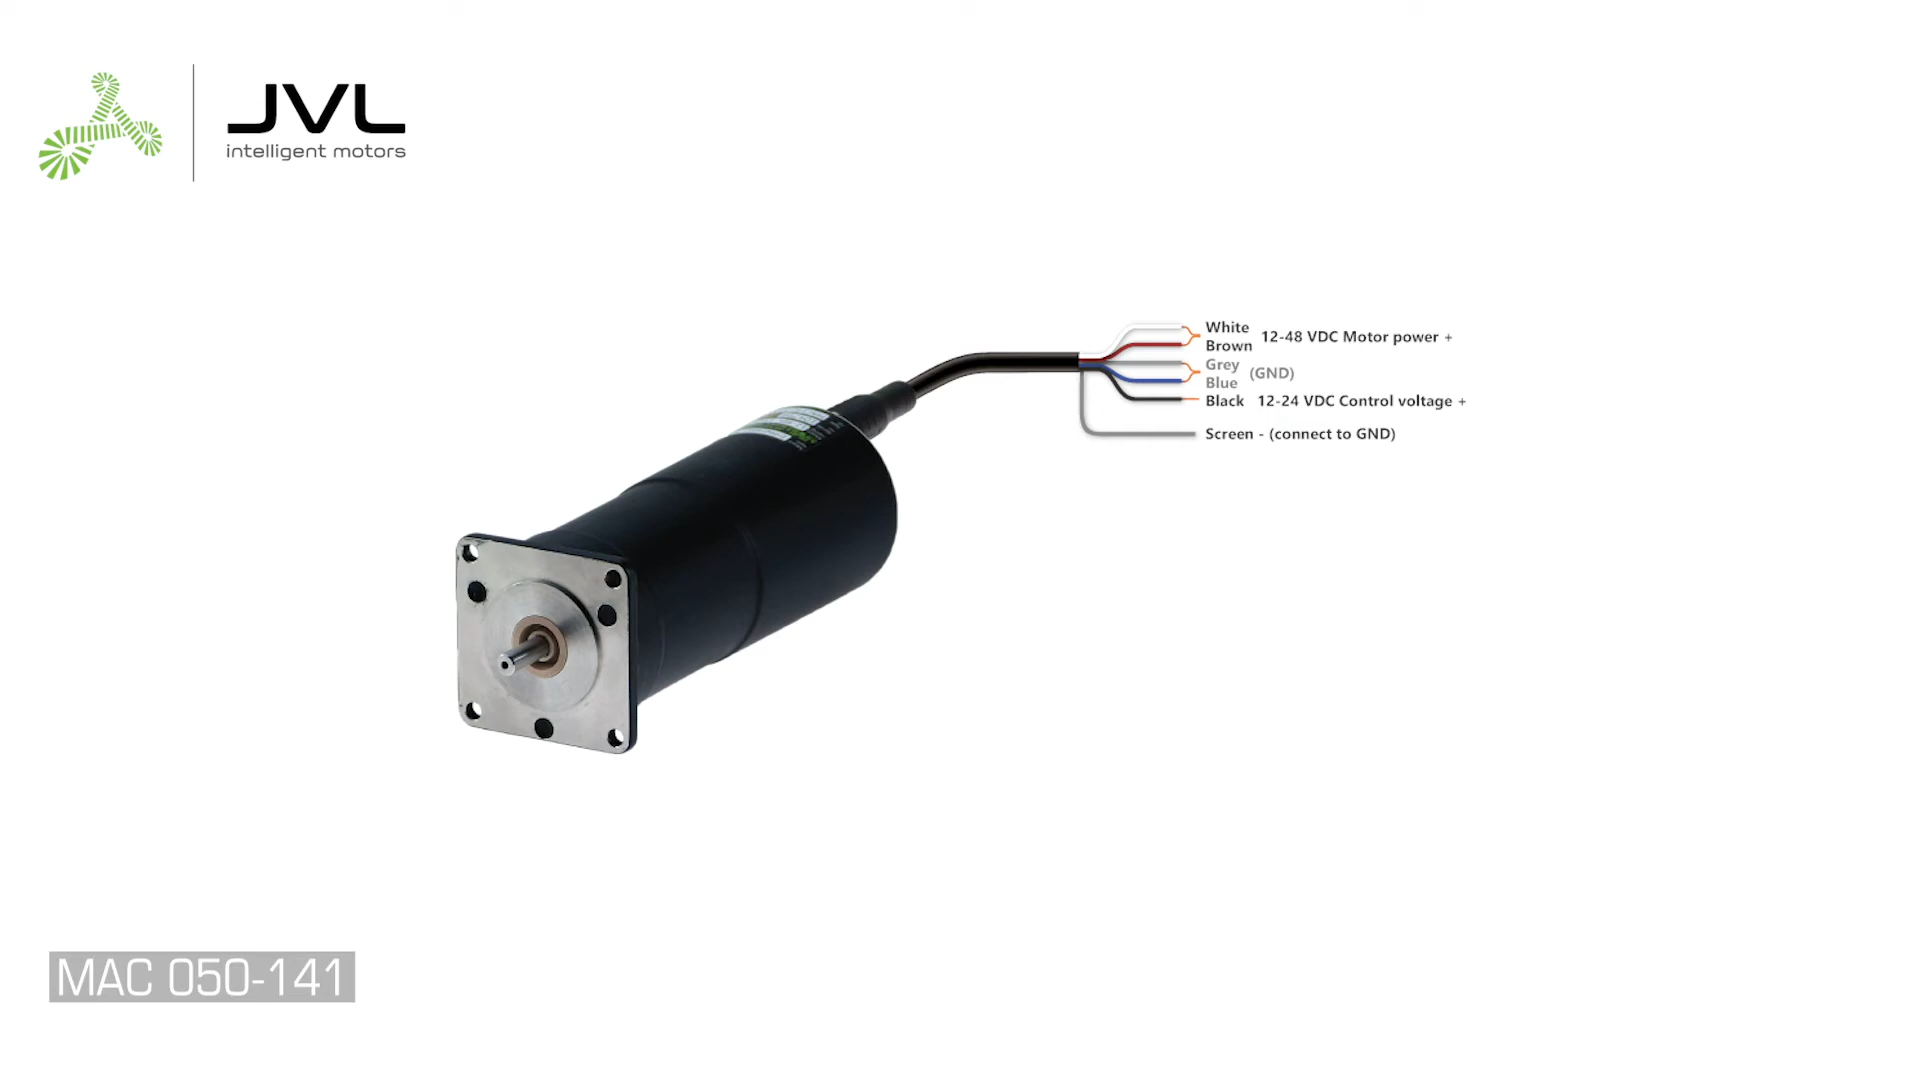 JVL
intelligent motors
White
Brown
12-48 VDC Motor power +
Grey
Blue
(GND)
Black 12-24 VDC Control voltage +
Screen - (connect to GND)
MAC 050-141